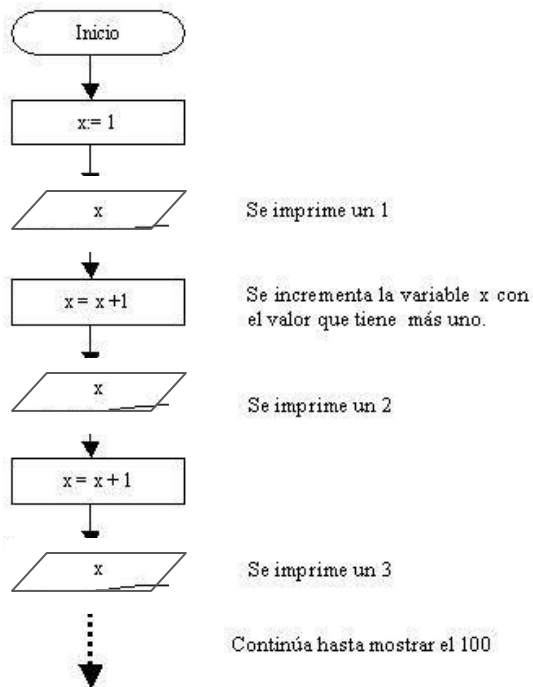 Inicio
x:= 1
x
Se imprime un 1
x = x +1
Se incrementa la variable x con
el valor que tiene más uno.
x
Se imprime un 2
x = x + 1
x
Se imprime un 3
Continúa hasta mostrar el 100